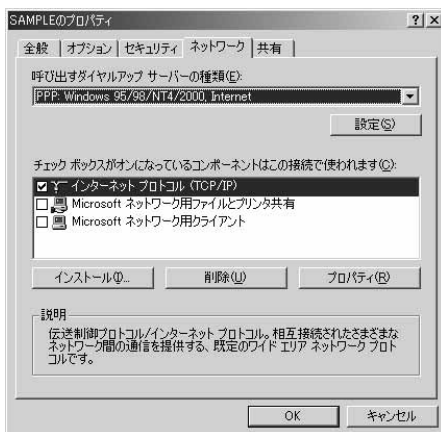 SAMPLEのプロパティ
全般 オプション セキュリティ ネットワーク 共有
呼び出すダイヤルアップ サーバーの種類(E):
PPP: Windows 95/98/NT4/2000, Internet
設定(S)
チェック ボックスがオンになっているコンポーネントはこの接続で使われます(C):
インターネット プロトコル (TCP/IP)
Microsoft ネットワーク用ファイルとプリンタ共有
Microsoft ネットワーク用クライアント
インストール(I)... 削除(U) プロパティ(R)
説明
伝送制御プロトコル/インターネット プロトコル。相互接続されたさまざまな
ネットワーク間の通信を提供する、既定のワイド エリア ネットワーク プロト
コルです。
OK キャンセル